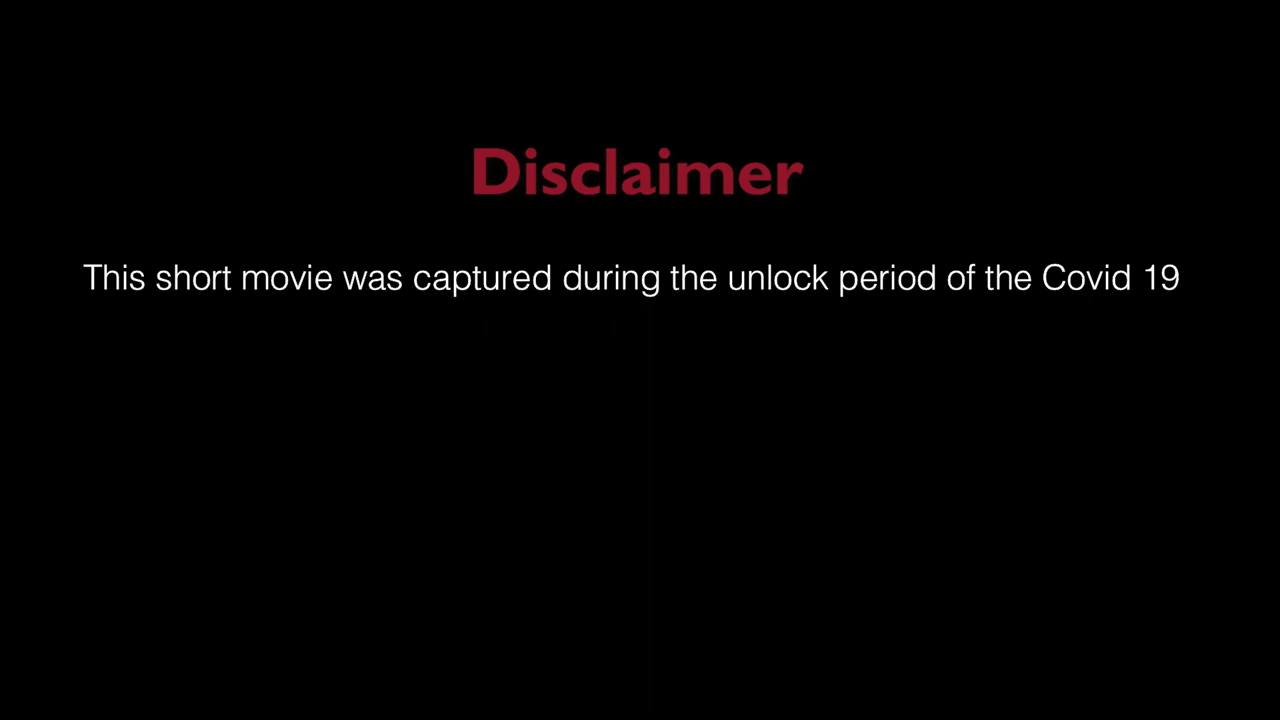 Disclaimer
This short movie was captured during the unlock period of the Covid 19